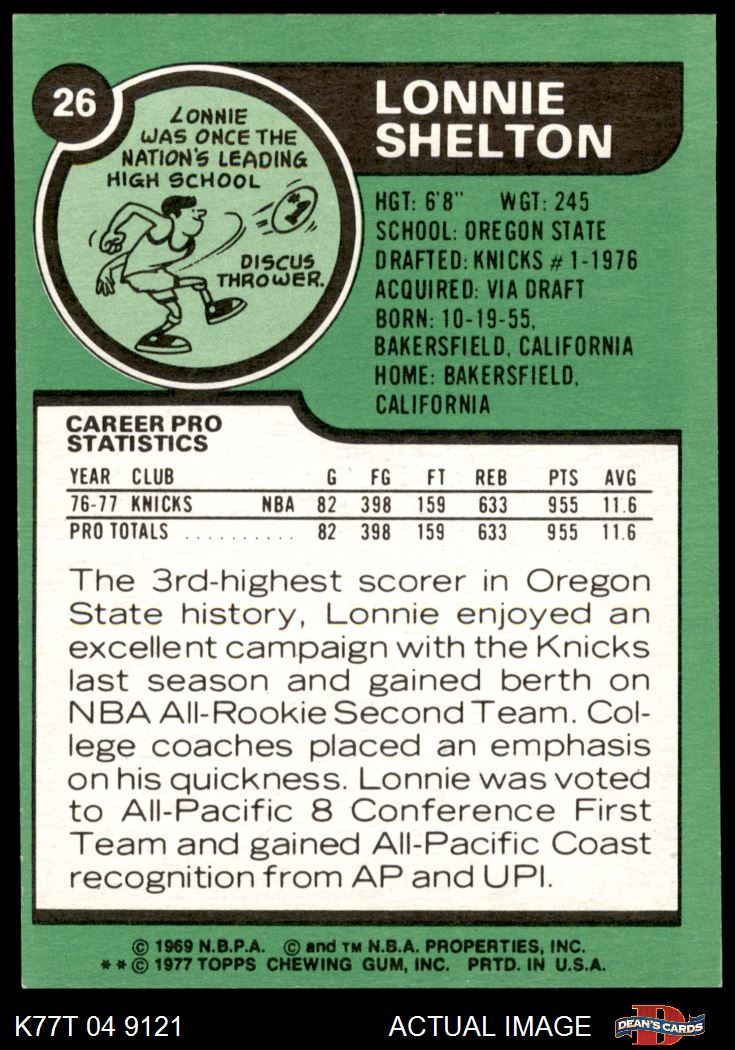 26
LONNIE
WAS ONCE THE
NATION'S LEADING
HIGH SCHOOL
#1
DISCUS
THROWER.
LONNIE
SHELTON
HGT: 6'8" WGT: 245
SCHOOL: OREGON STATE
DRAFTED: KNICKS # 1-1976
ACQUIRED: VIA DRAFT
BORN: 10-19-55,
BAKERSFIELD, CALIFORNIA
HOME: BAKERSFIELD,
CALIFORNIA
CAREER PRO
STATISTICS
YEAR CLUB G FG FT REB PTS AVG
76-77 KNICKS NBA 82 398 159 633 955 11.6
PRO TOTALS .......... 82 398 159 633 955 11.6
The 3rd-highest scorer in Oregon
State history, Lonnie enjoyed an
excellent campaign with the Knicks
last season and gained berth on
NBA All-Rookie Second Team. Col-
lege coaches placed an emphasis
on his quickness. Lonnie was voted
to All-Pacific 8 Conference First
Team and gained All-Pacific Coast
recognition from AP and UPI.
© 1969 N.B.P.A. © and TM N.B.A. PROPERTIES, INC.
**© 1977 TOPPS CHEWING GUM, INC. PRTD. IN U.S.A.
K77T 04 9121 ACTUAL IMAGE
D
DEAN'S CARDS